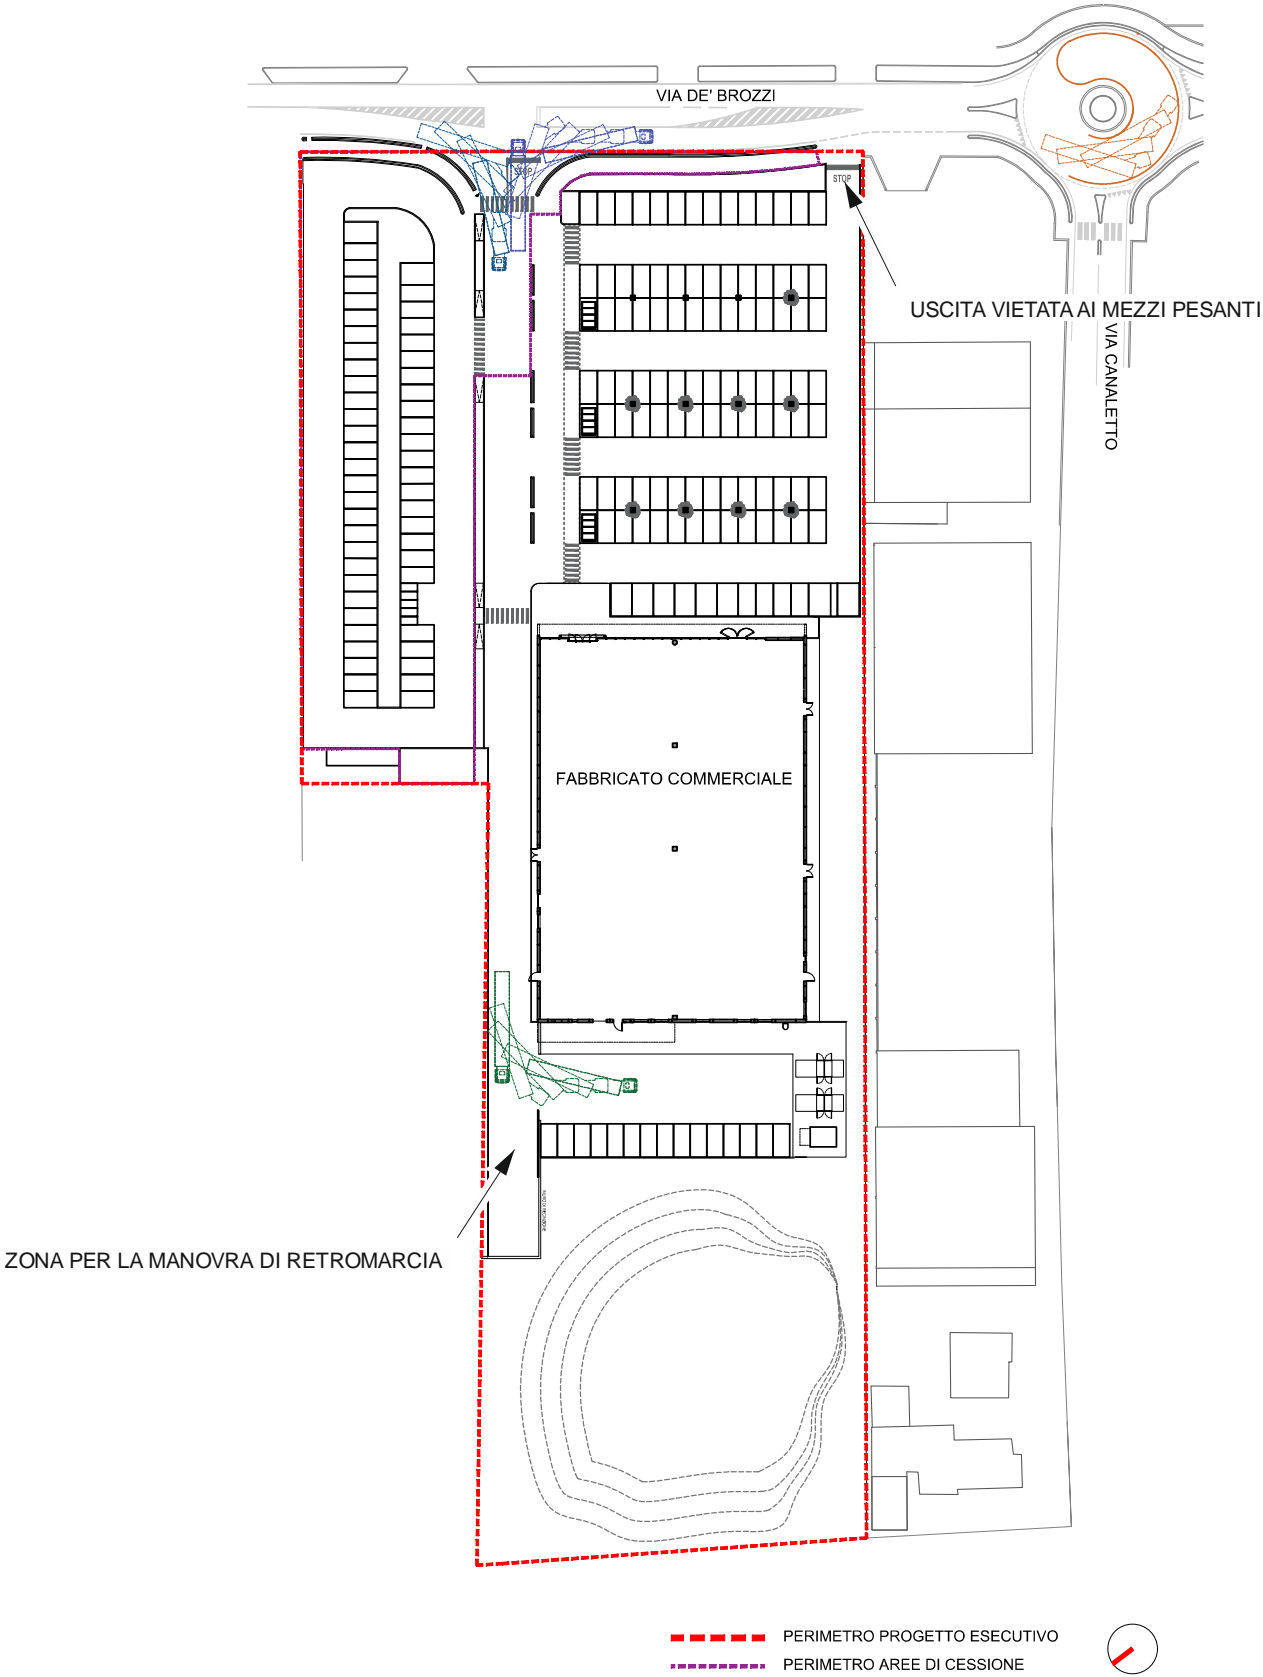 VIA DE' BROZZI
STOP
STOP
USCITA VIETATA AI MEZZI PESANTI
VIA CANALETTO
FABBRICATO COMMERCIALE
ZONA PER LA MANOVRA DI RETROMARCIA
PERIMETRO PROGETTO ESECUTIVO
PERIMETRO AREE DI CESSIONE